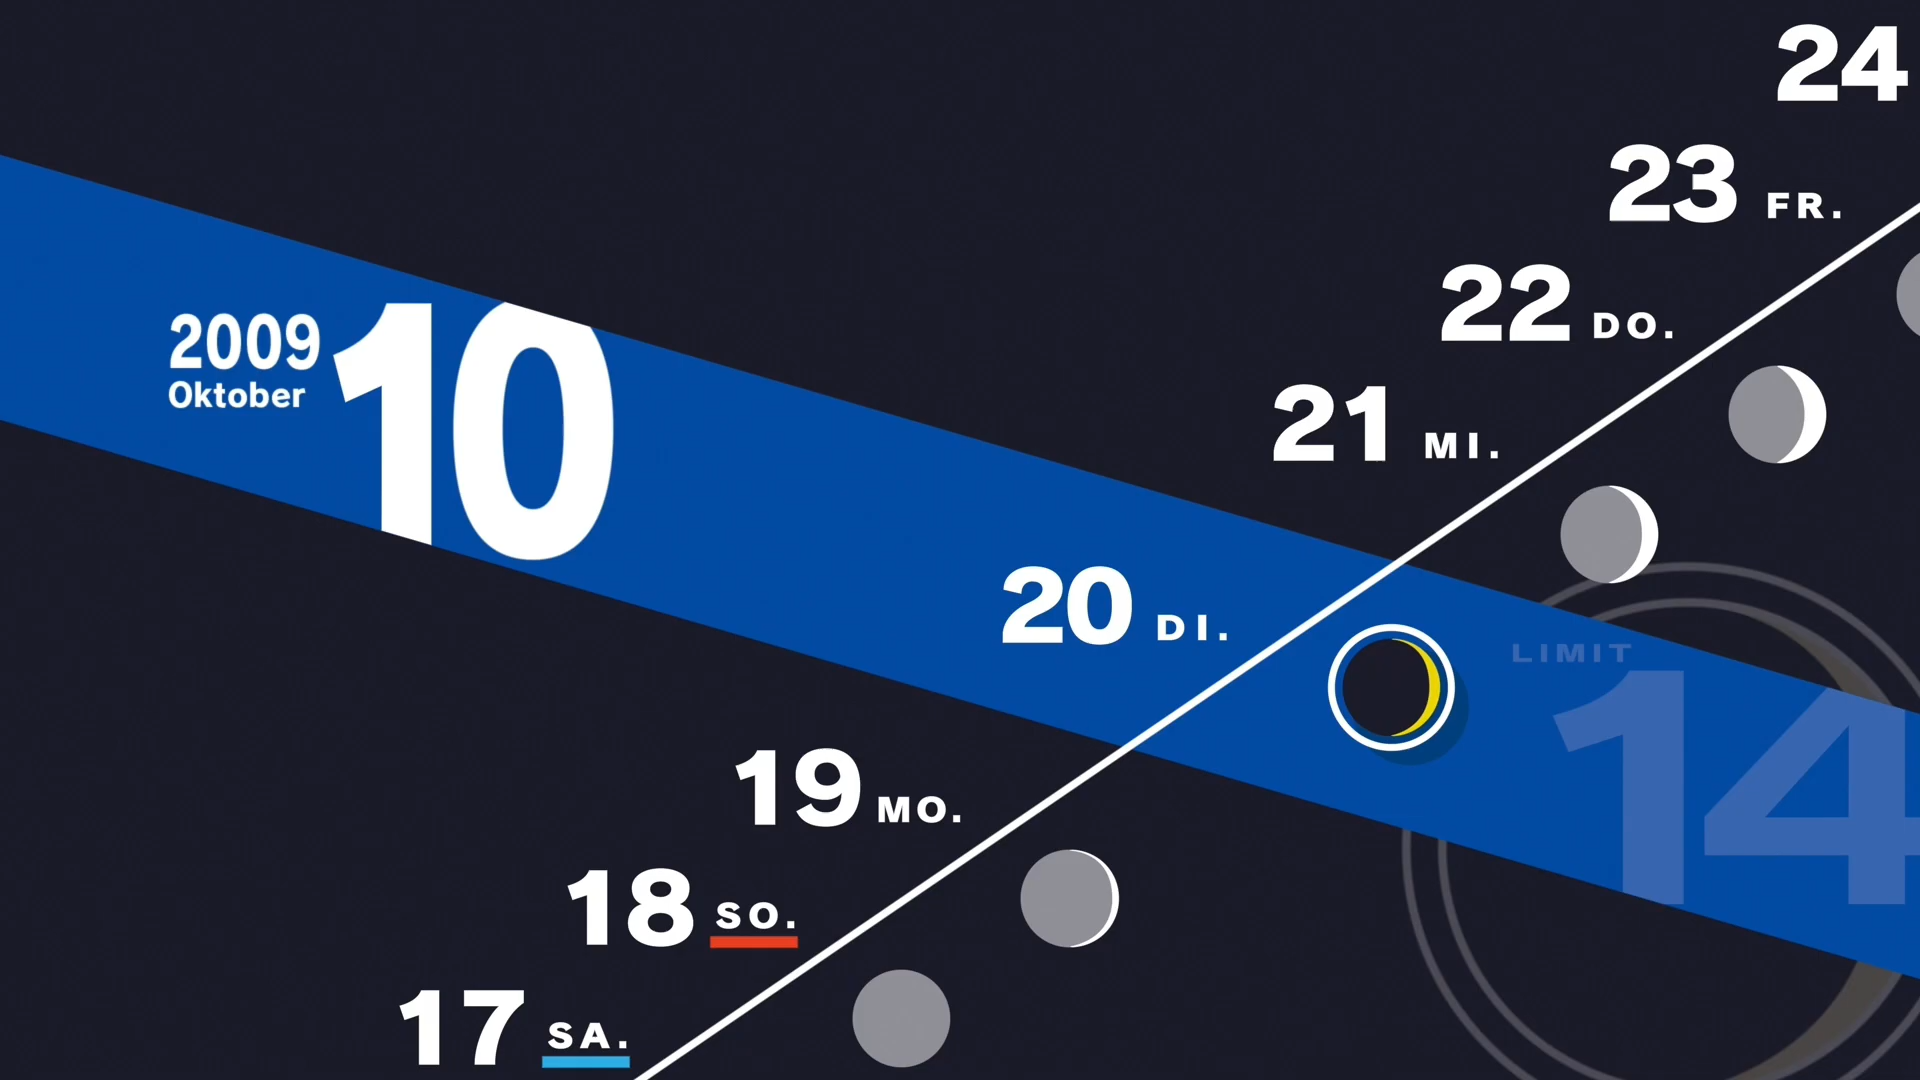 24
23 FR.
22 DO.
21 MI.
2009
Oktober
10
20 DI.
LIMIT
14
19 MO.
18 SO.
17 SA.